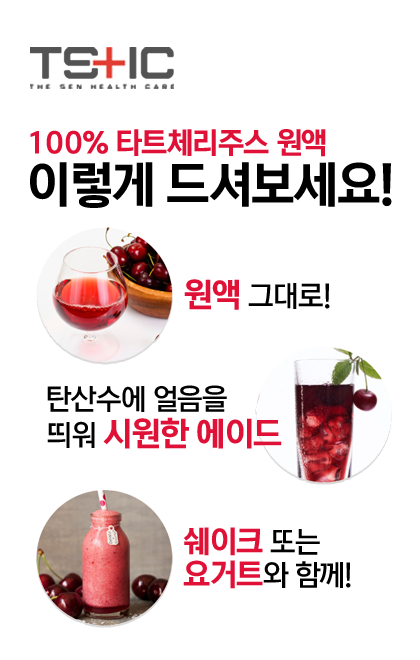 TS+IC
THE SEN HEALTH CARE
100% 타트체리주스 원액
이렇게 드셔보세요!
원액 그대로!
탄산수에 얼음을
띄워 시원한 에이드
쉐이크 또는
요거트와 함께!